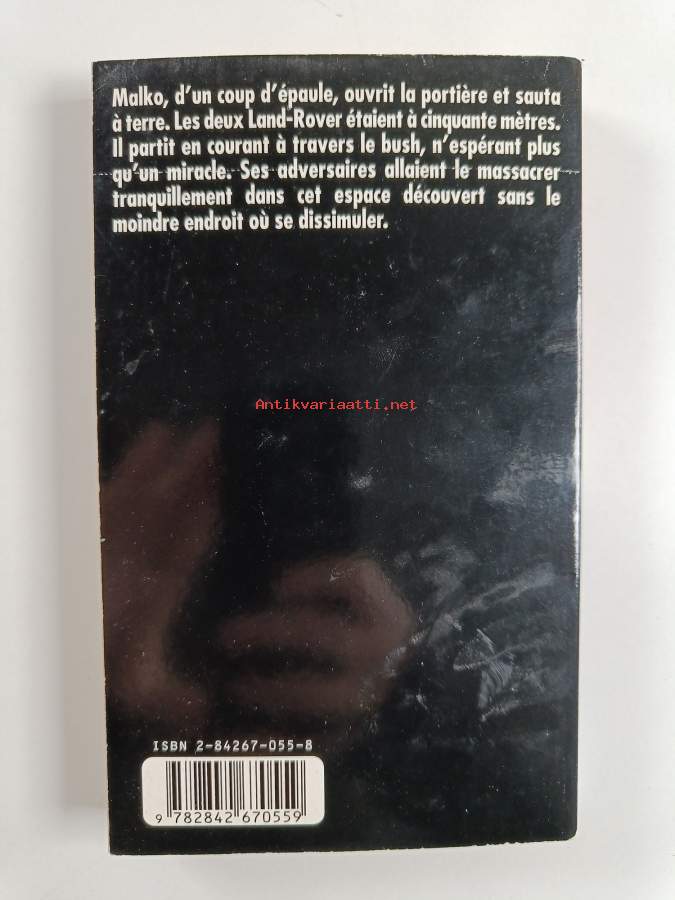 Malko, d'un coup d'épaule, ouvrit la portière et sauta
à terre. Les deux Land-Rover étaient à cinquante mètres.
Il partit en courant à travers le bush, n'espérant plus
qu'un miracle. Ses adversaires allaient le massacrer
tranquillement dans cet espace découvert sans le
moindre endroit où se dissimuler.
Antikvariaatti.net
ISBN 2-84267-055-8
9 782842 670559